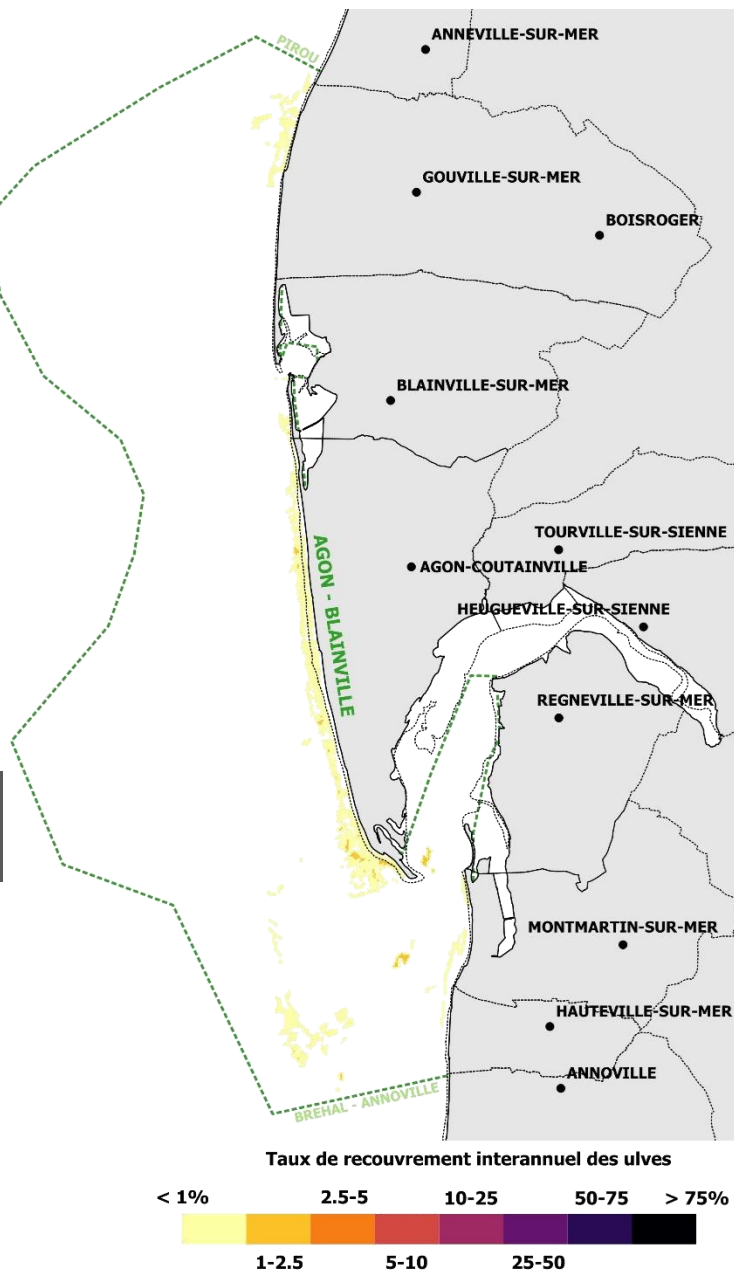 ANNEVILLE-SUR-MER
PIROU
GOUVILLE-SUR-MER
BOISROGER
BLAINVILLE-SUR-MER
TOURVILLE-SUR-SIENNE
AGON - BLAINVILLE
AGON-COUTAINVILLE
HEUGUEVILLE-SUR-SIENNE
REGNEVILLE-SUR-MER
MONTMARTIN-SUR-MER
HAUTEVILLE-SUR-MER
ANNOVILLE
BREHAL - ANNOVILLE
Taux de recouvrement interannuel des ulves
< 1% 2.5-5 10-25 50-75 > 75%
1-2.5 5-10 25-50